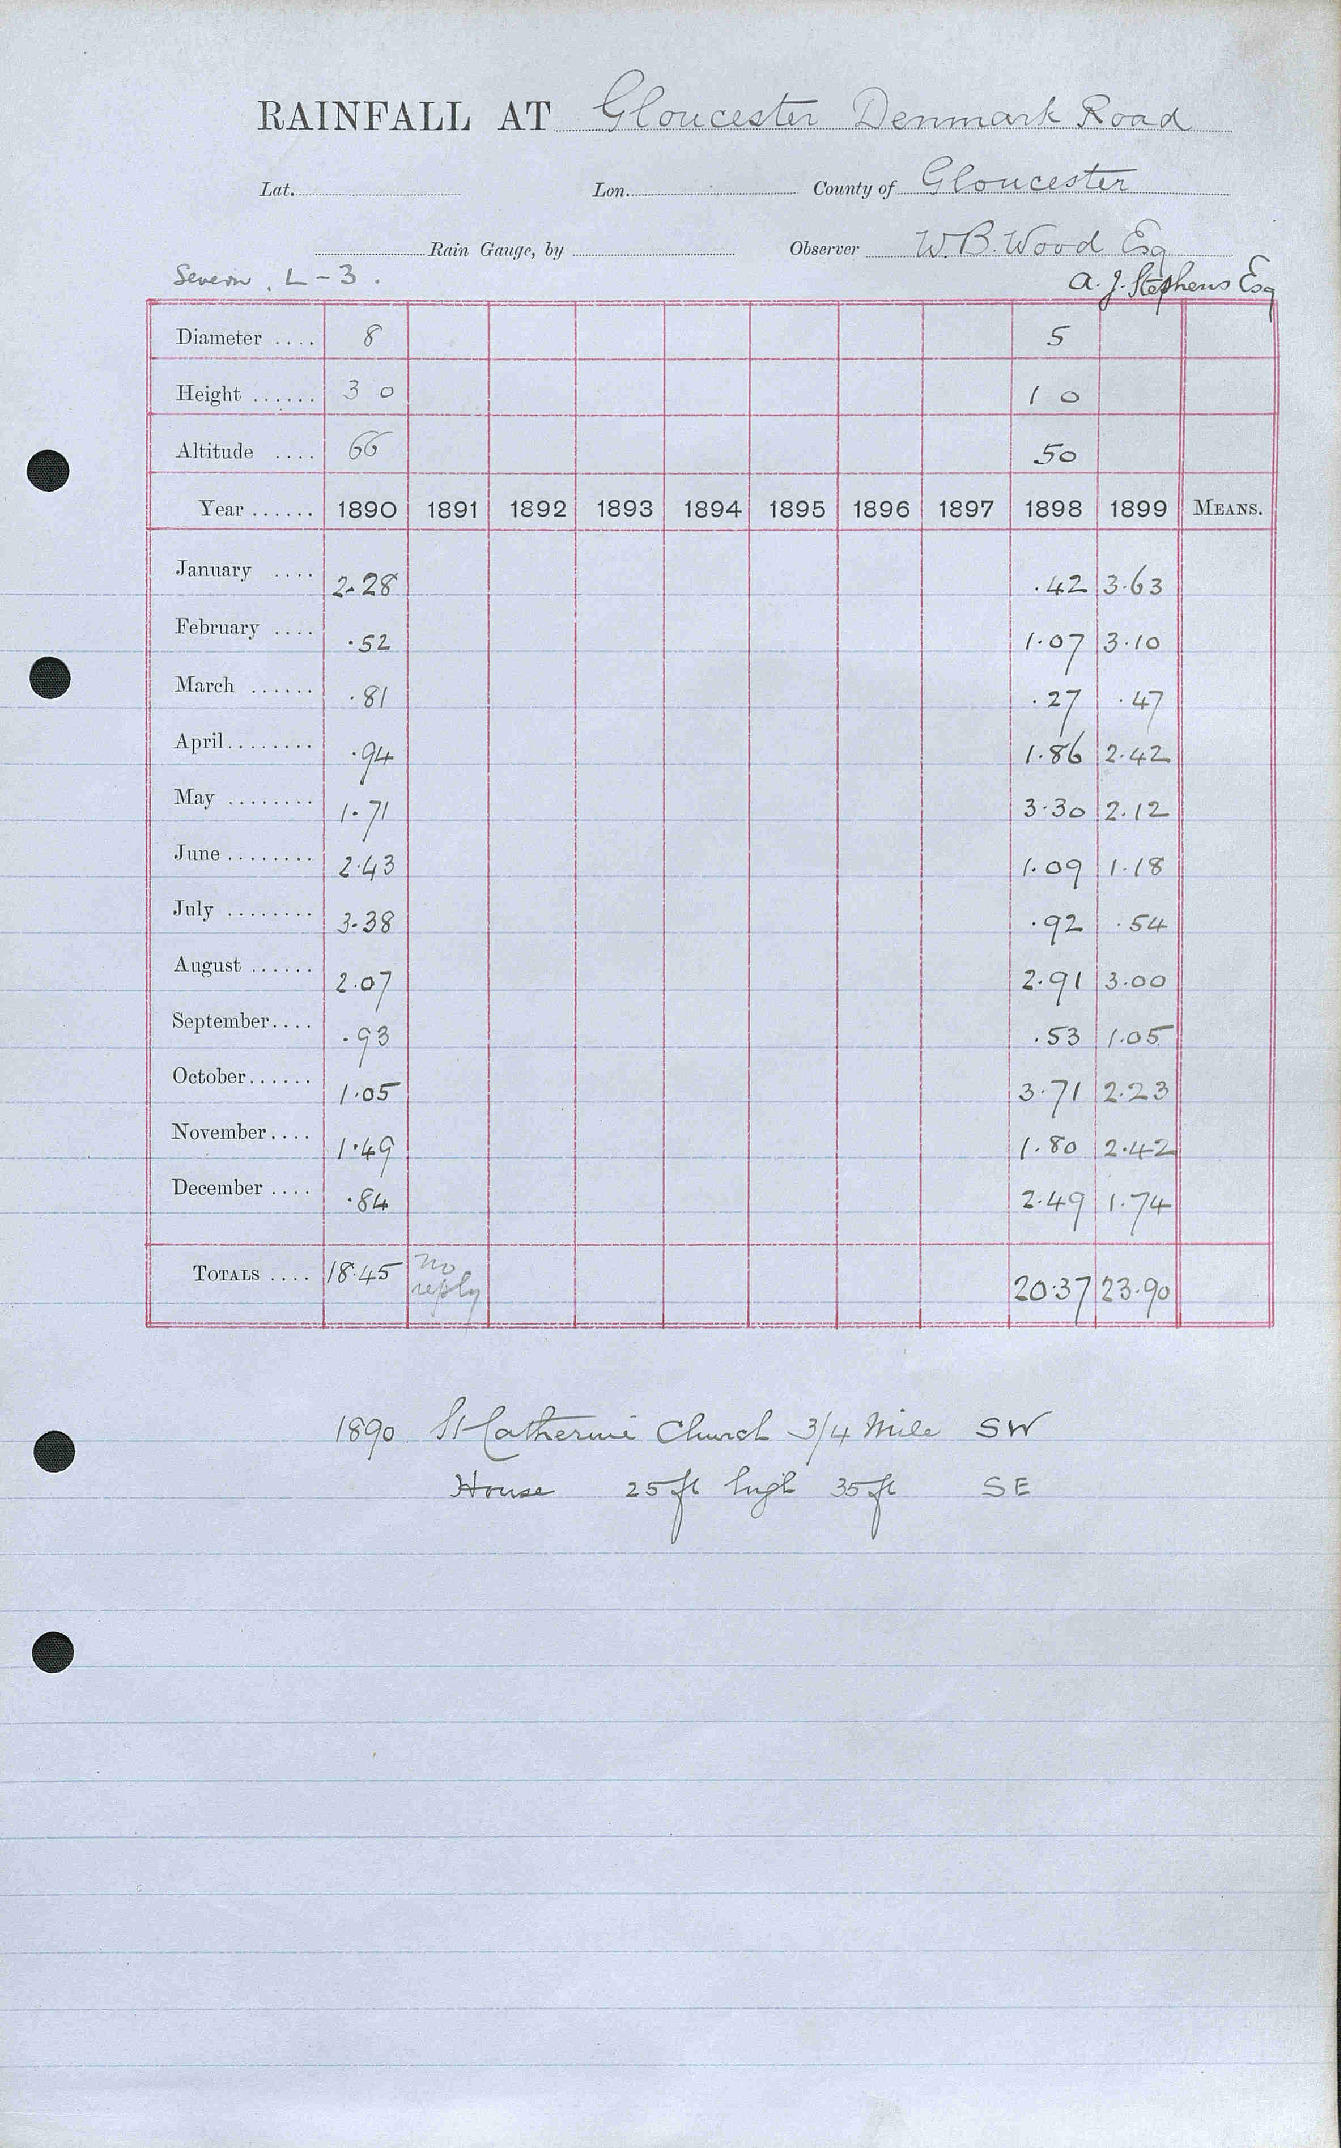 RAINFALL AT Gloucester Denmark Road
Lat. Lon. County of Gloucester
Rain Gauge, by Observer W. B. Wood Esq
Severn. L - 3. A. J. Stephens Esq
Diameter .... 8 5
Height ...... 3 0 1 0
Altitude .... 66 50
Year ...... 1890 1891 1892 1893 1894 1895 1896 1897 1898 1899 MEANS.
January .... 2.28 .42 3.63
February .... .52 1.07 3.10
March ...... .81 .27 .47
April........ .94 1.86 2.42
May ........ 1.71 3.30 2.12
June ........ 2.43 1.09 1.18
July ........ 3.38 .92 .54
August ...... 2.07 2.91 3.00
September.... .93 .53 1.05
October...... 1.05 3.71 2.23
November.... 1.49 1.80 2.42
December .... .84 2.49 1.74
TOTALS .... 18.45 no reply 20.37 23.90
1890 St Catherine Church 3/4 Mile SW
House 25 ft high 35 ft SE